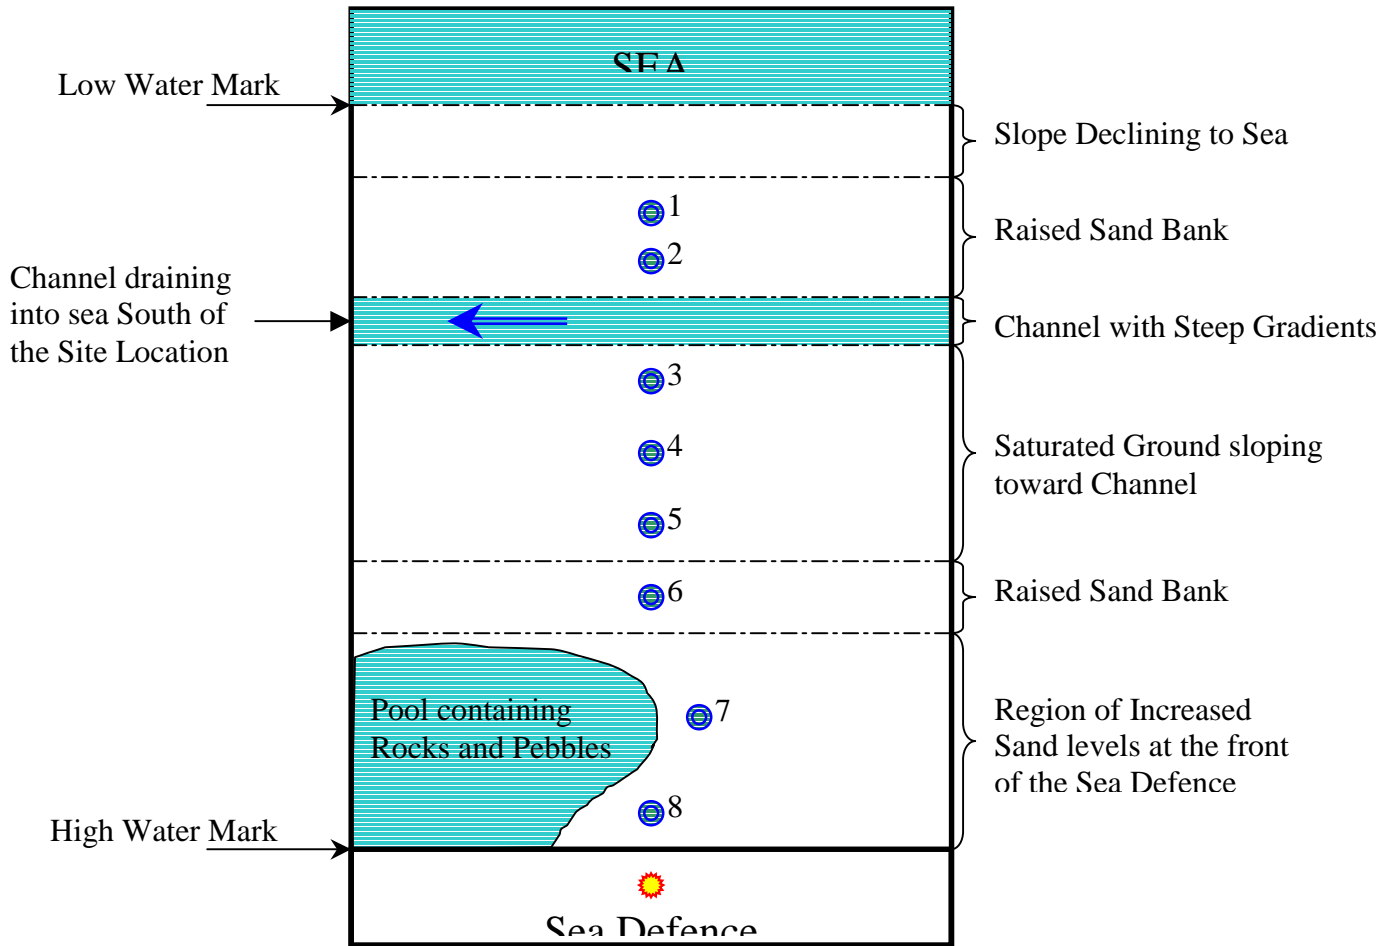 SEA
Low Water Mark
Slope Declining to Sea
1
Raised Sand Bank
2
Channel draining
into sea South of
the Site Location
Channel with Steep Gradients
3
4
Saturated Ground sloping
toward Channel
5
6
Raised Sand Bank
Pool containing
Rocks and Pebbles
7
Region of Increased
Sand levels at the front
of the Sea Defence
8
High Water Mark
Sea Defence